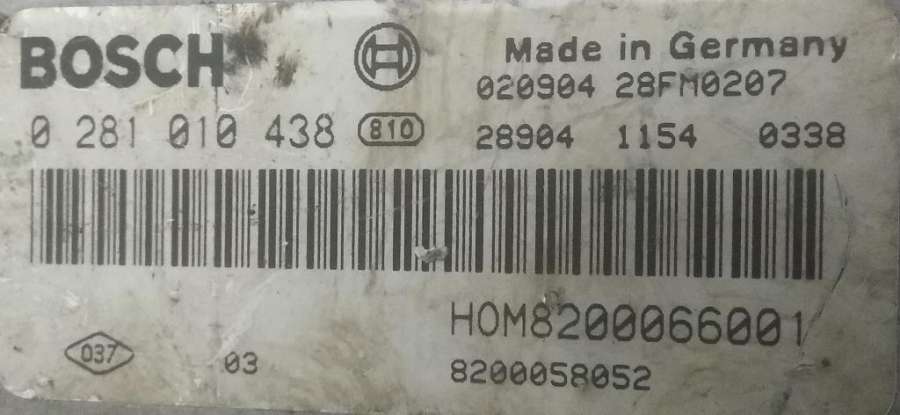 BOSCH Made in Germany
020904 28FM0207
0 281 010 438 810 28904 1154 0338
HOM8200066001
037 03 8200058052